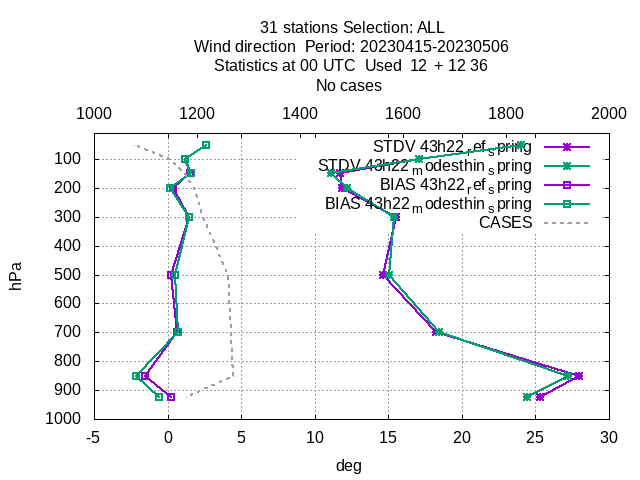 31 stations Selection: ALL
Wind direction  Period: 20230415-20230506
Statistics at 00 UTC  Used  12  + 12 36
No cases
1000 1200 1400 1600 1800 2000
STDV 43h22_ref_spring
100
STDV 43h22_modesthin_spring
200
BIAS 43h22_ref_spring
BIAS 43h22_modesthin_spring
300
CASES
400
hPa
500
600
700
800
900
1000
-5 0 5 10 15 20 25 30
deg